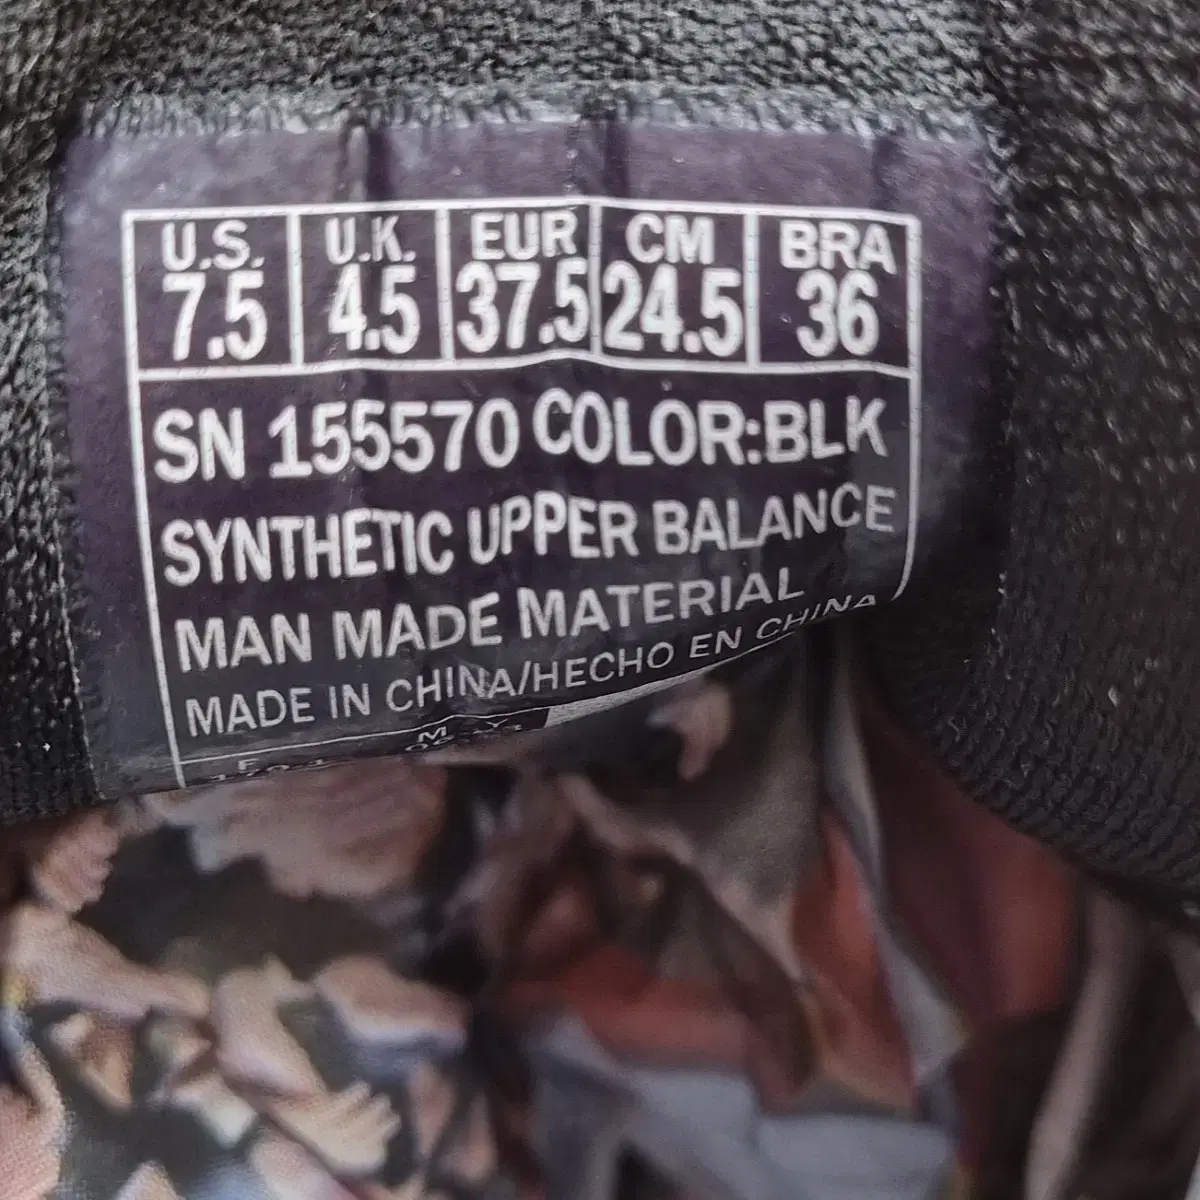 U.S. U.K. EUR CM BRA
7.5 4.5 37.5 24.5 36
SN 155570 COLOR:BLK
SYNTHETIC UPPER BALANCE
MAN MADE MATERIAL
MADE IN CHINA/HECHO EN CHINA
F M Y